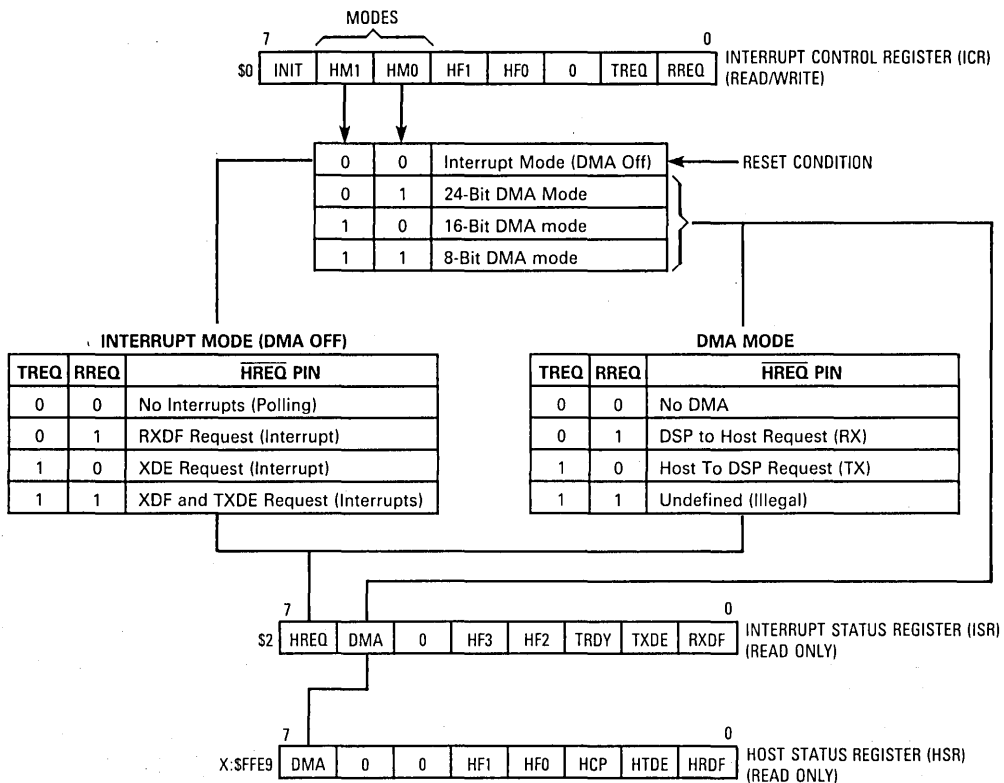 MODES
7 0
$0 INIT HM1 HM0 HF1 HF0 0 TREQ RREQ INTERRUPT CONTROL REGISTER (ICR)
(READ/WRITE)
0 0 Interrupt Mode (DMA Off) RESET CONDITION
0 1 24-Bit DMA Mode
1 0 16-Bit DMA mode
1 1 8-Bit DMA mode
INTERRUPT MODE (DMA OFF)
TREQ RREQ HREQ PIN
0 0 No Interrupts (Polling)
0 1 RXDF Request (Interrupt)
1 0 XDE Request (Interrupt)
1 1 XDF and TXDE Request (Interrupts)
DMA MODE
TREQ RREQ HREQ PIN
0 0 No DMA
0 1 DSP to Host Request (RX)
1 0 Host To DSP Request (TX)
1 1 Undefined (Illegal)
7 0
$2 HREQ DMA 0 HF3 HF2 TRDY TXDE RXDF INTERRUPT STATUS REGISTER (ISR)
(READ ONLY)
7 0
X:$FFE9 DMA 0 0 HF1 HF0 HCP HTDE HRDF HOST STATUS REGISTER (HSR)
(READ ONLY)